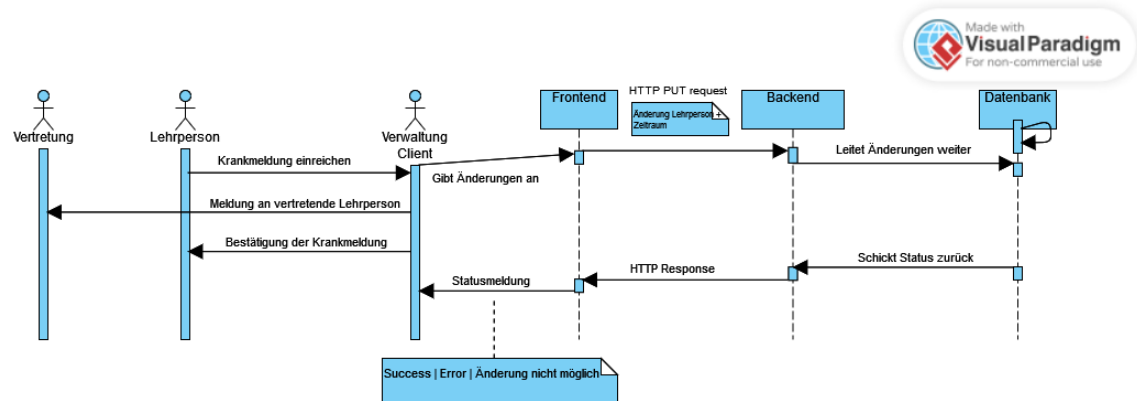 Made with
Visual Paradigm
For non-commercial use
Frontend
HTTP PUT request
Änderung Lehrperson +
Zeitraum
Backend
Datenbank
Vertretung
Lehrperson
Verwaltung
Client
Krankmeldung einreichen
Gibt Änderungen an
Leitet Änderungen weiter
Meldung an vertretende Lehrperson
Bestätigung der Krankmeldung
Schickt Status zurück
HTTP Response
Statusmeldung
Success | Error | Änderung nicht möglich